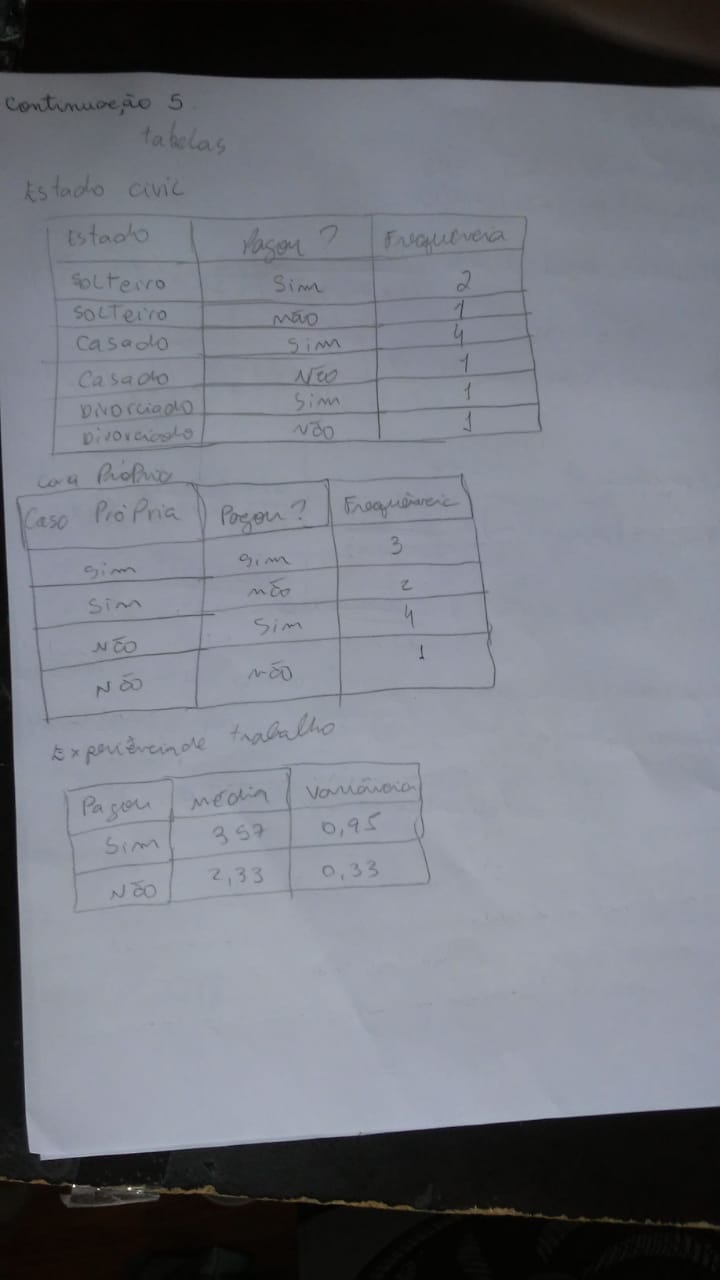 Continuação 5.
tabelas
Estado civil
Estado Pagou? Frequência
Solteiro Sim 2
Solteiro não 1
Casado Sim 4
Casado Não 1
Divorciado Sim 1
Divorciado Não 1
Casa Própria
Casa Própria Pagou? Frequência
Sim Sim 3
Sim não 2
Não Sim 4
Não não 1
Experiência de trabalho
Pagou média Variância
Sim 3 57 0,95
Não 2,33 0,33